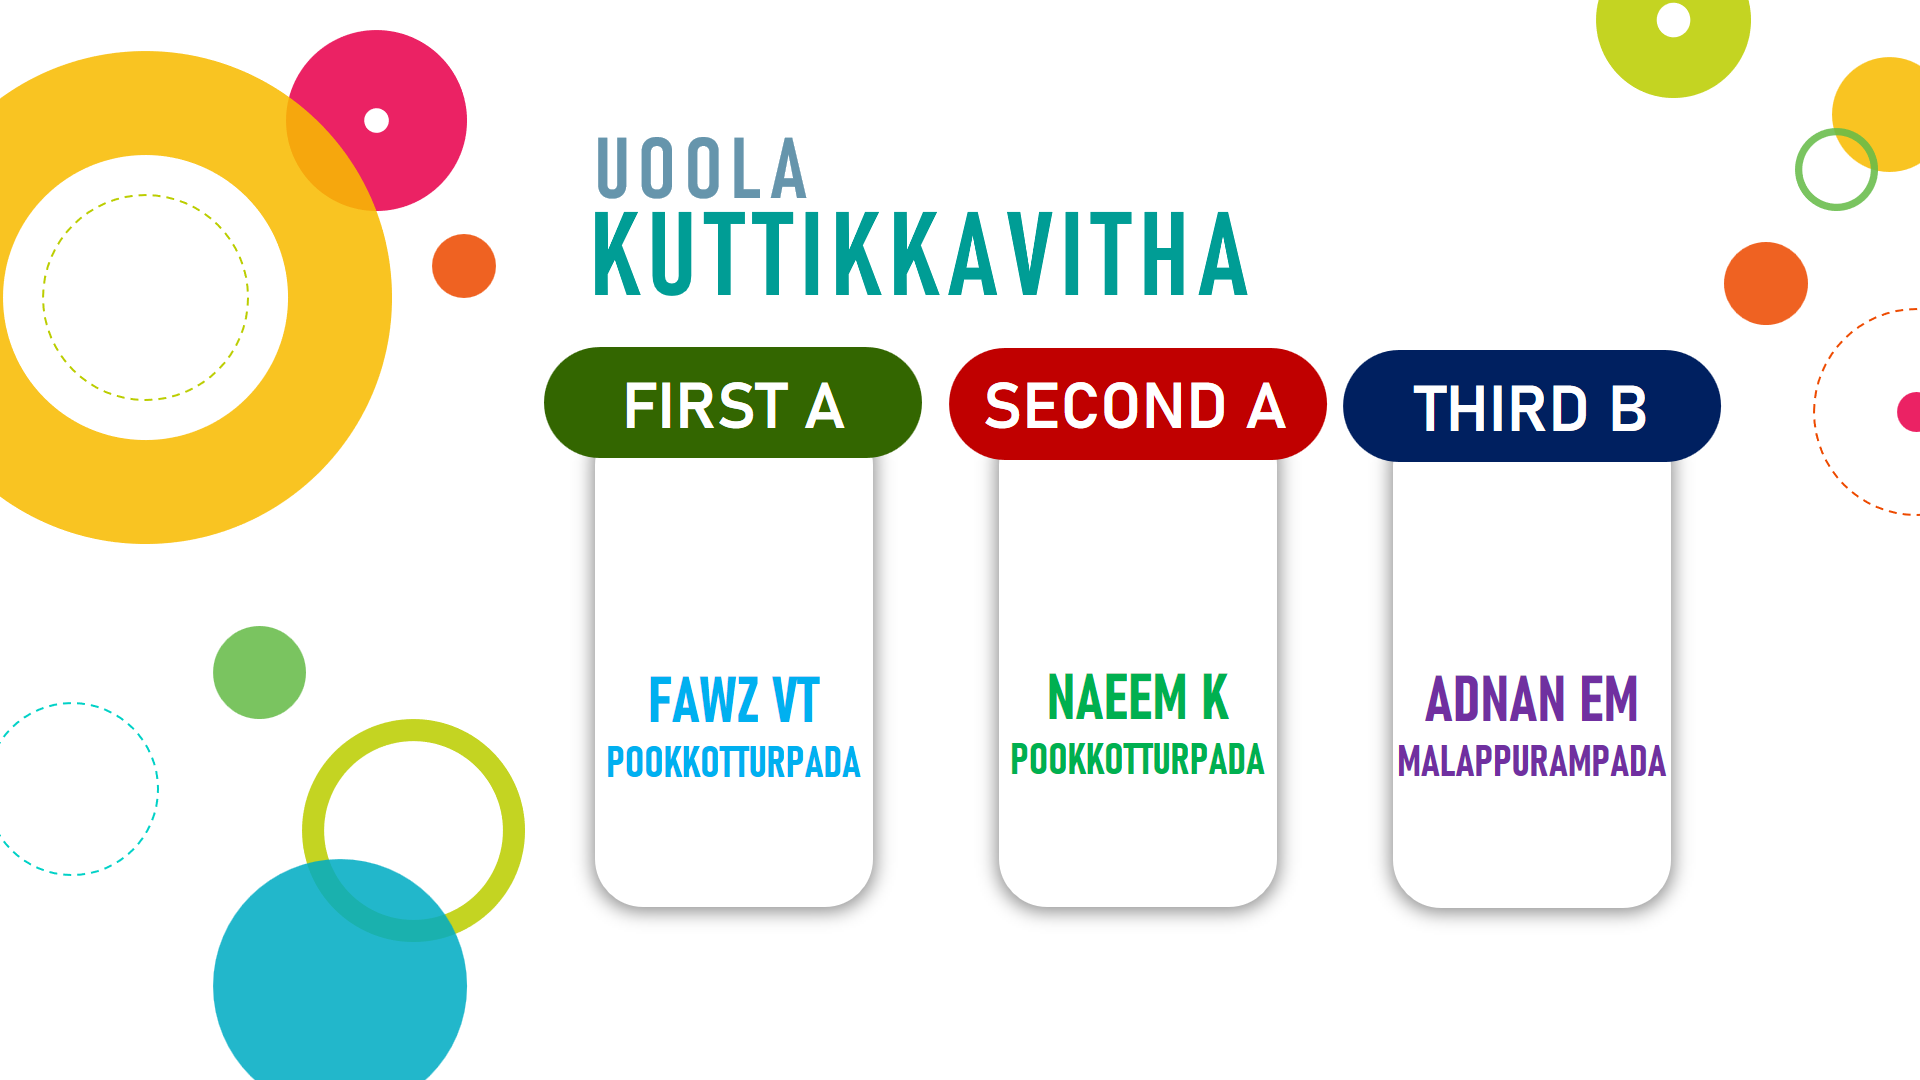 UOOLA
KUTTIKKAVITHA
FIRST A
FAWZ VT
POOKKOTTURPADA
SECOND A
NAEEM K
POOKKOTTURPADA
THIRD B
ADNAN EM
MALAPPURAMPADA